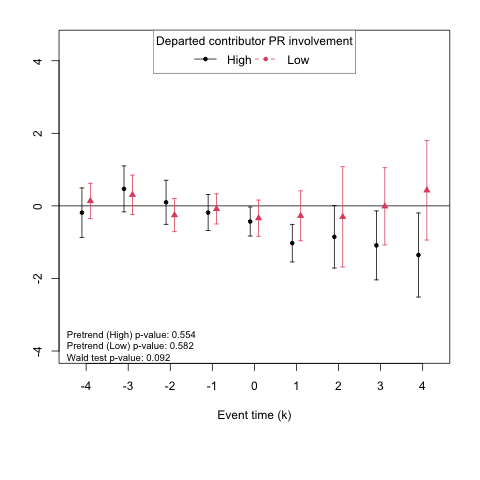 Departed contributor PR involvement
High Low
4
2
0
-2
-4
Pretrend (High) p-value: 0.554
Pretrend (Low) p-value: 0.582
Wald test p-value: 0.092
-4 -3 -2 -1 0 1 2 3 4
Event time (k)